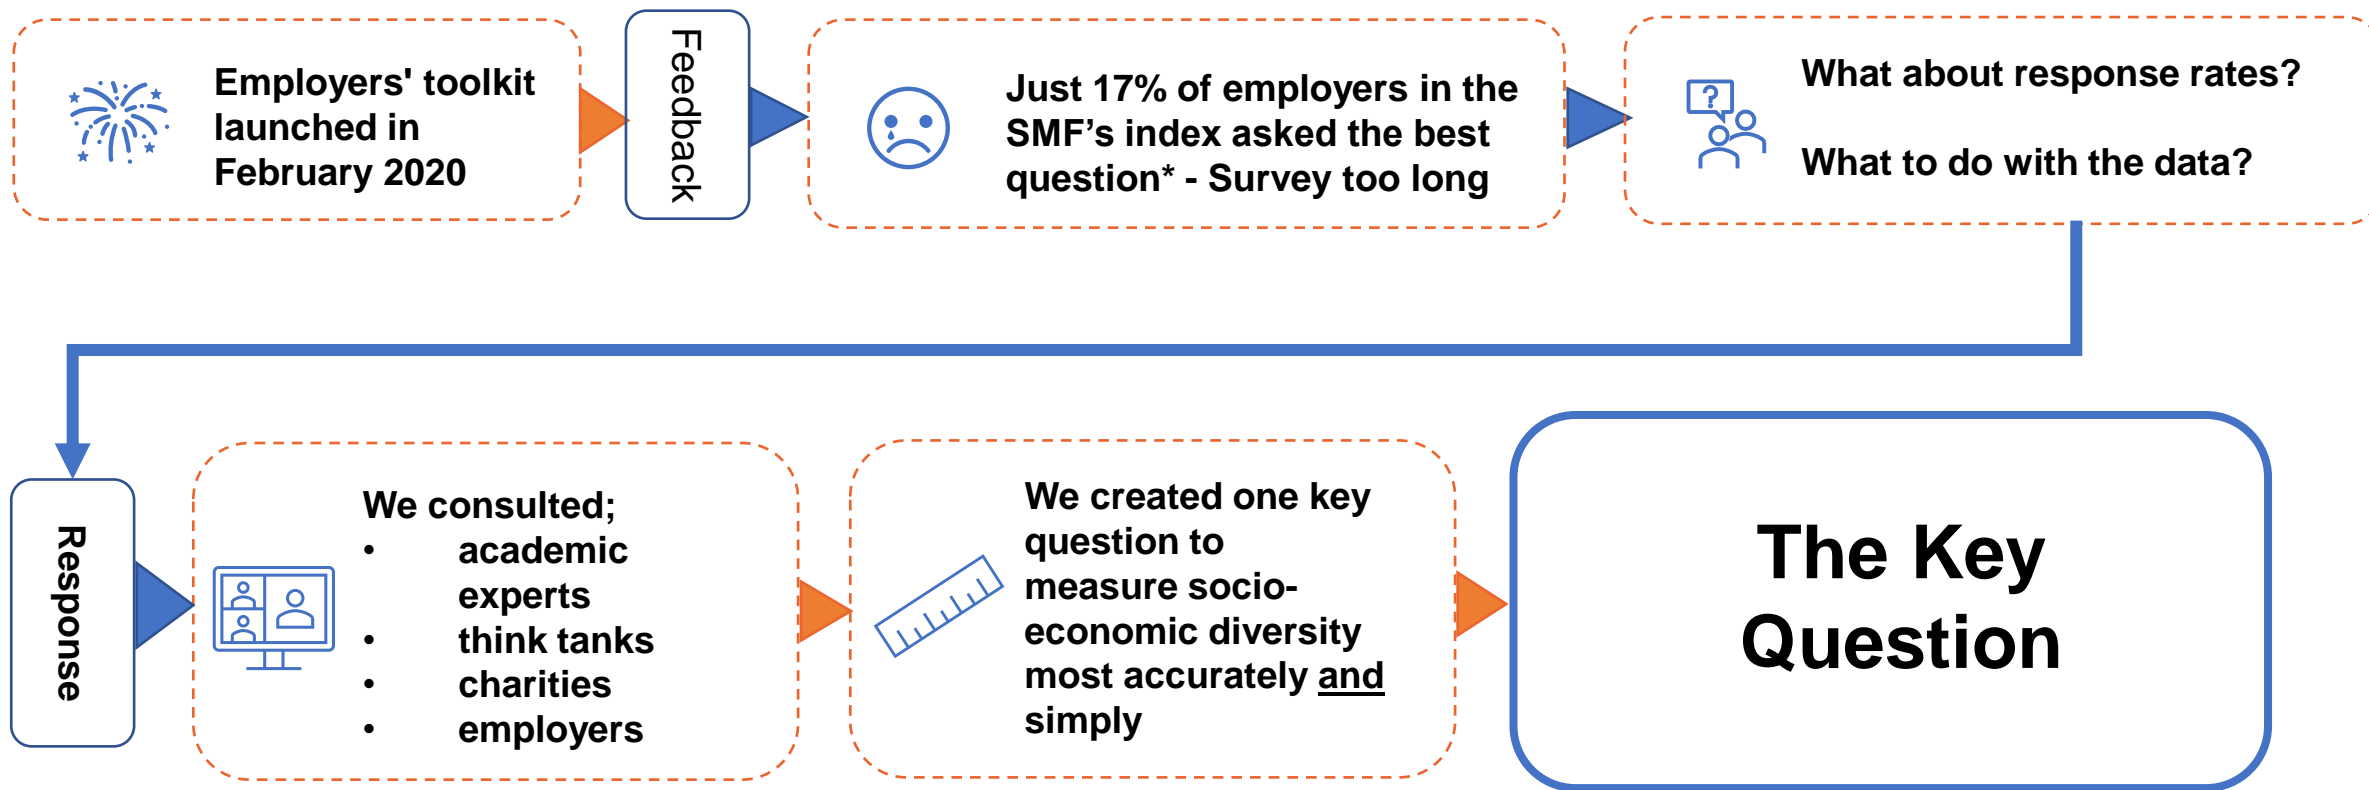 Employers' toolkit
launched in
February 2020
Feedback
Just 17% of employers in the
SMF’s index asked the best
question* - Survey too long
?
What about response rates?
What to do with the data?
Response
We consulted;
• academic
experts
• think tanks
• charities
• employers
We created one key
question to
measure socio-
economic diversity
most accurately and
simply
The Key
Question